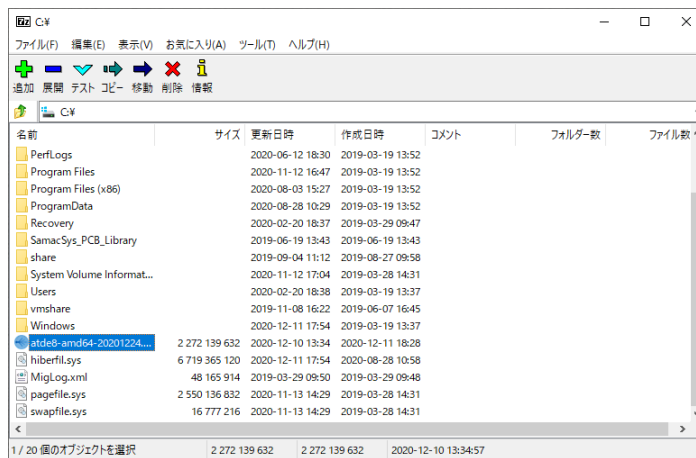 C:¥
ファイル(F) 編集(E) 表示(V) お気に入り(A) ツール(T) ヘルプ(H)
追加 展開 テスト コピー 移動 削除 情報
C:¥
名前 サイズ 更新日時 作成日時 コメント フォルダー数 ファイル数
PerfLogs 2020-06-12 18:30 2019-03-19 13:52
Program Files 2020-11-12 16:47 2019-03-19 13:52
Program Files (x86) 2020-08-03 15:27 2019-03-19 13:52
ProgramData 2020-08-28 10:29 2019-03-19 13:52
Recovery 2020-02-20 18:37 2019-03-29 09:47
SamacSys_PCB_Library 2019-06-19 13:43 2019-06-19 13:43
share 2019-09-04 11:12 2019-08-27 09:58
System Volume Informat... 2020-11-12 17:04 2019-03-28 14:31
Users 2020-02-20 18:38 2019-03-19 13:37
vmshare 2019-11-08 16:22 2019-06-07 16:45
Windows 2020-12-11 17:54 2019-03-19 13:37
atde8-amd64-20201224.... 2 272 139 632 2020-12-10 13:34 2020-12-11 18:28
hiberfil.sys 6 719 365 120 2020-12-11 17:54 2020-08-28 10:58
MigLog.xml 48 165 914 2019-03-29 09:50 2019-03-29 09:48
pagefile.sys 2 550 136 832 2020-11-13 14:29 2019-03-28 14:31
swapfile.sys 16 777 216 2020-11-13 14:29 2019-03-28 14:31
1 / 20 個のオブジェクトを選択 2 272 139 632 2 272 139 632 2020-12-10 13:34:57